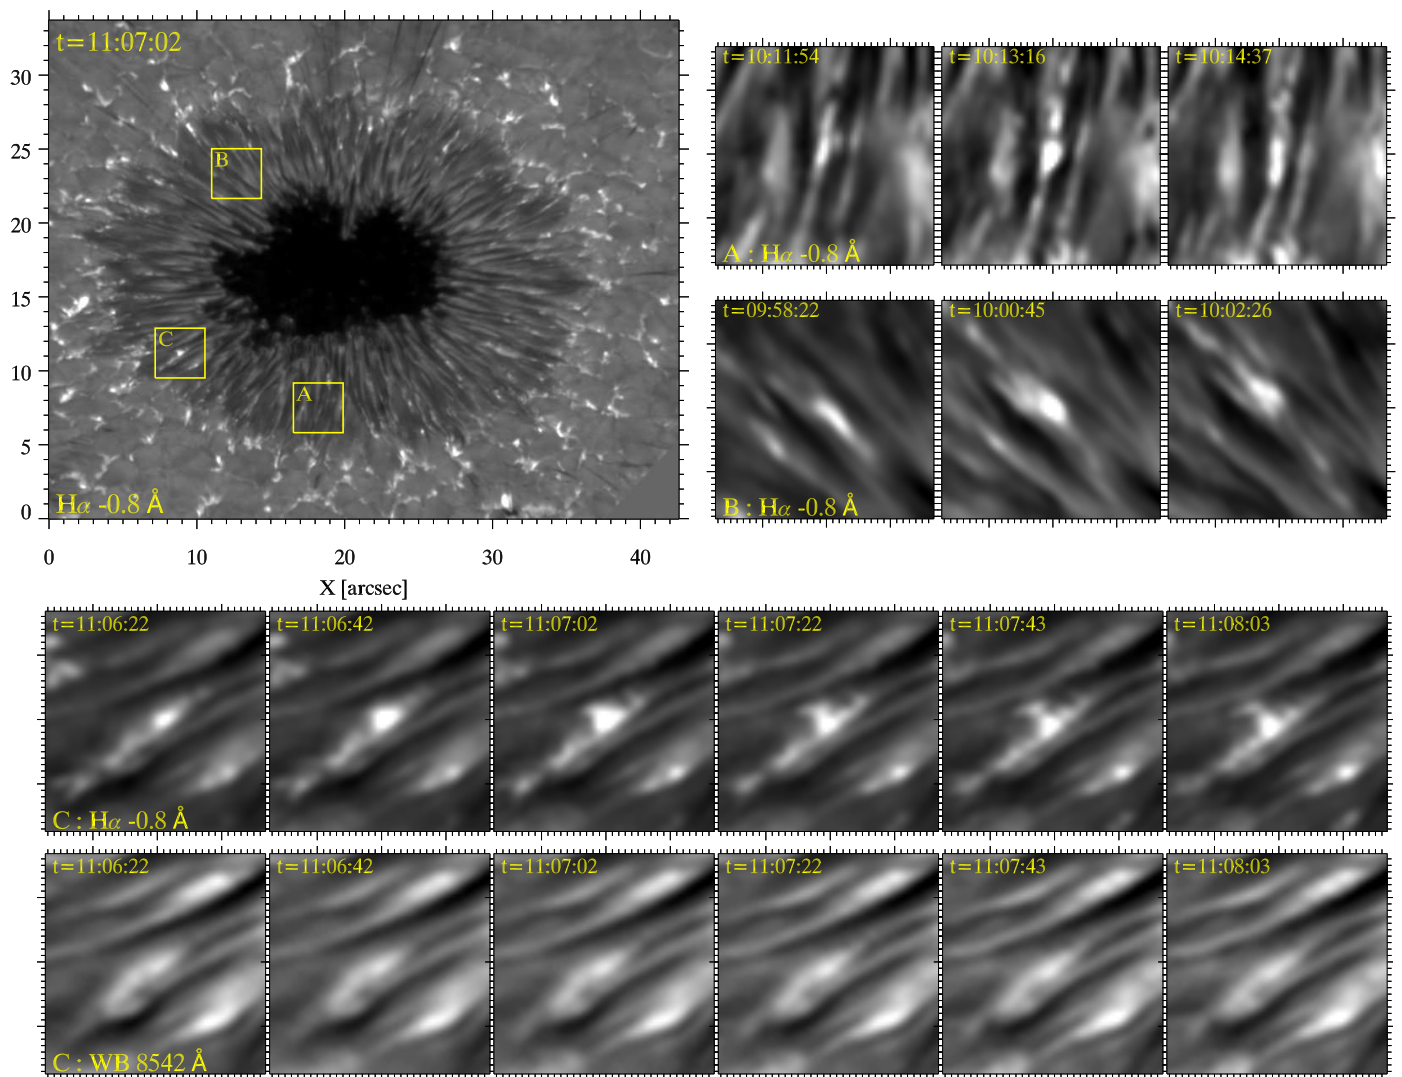 t=11:07:02
30
25
20
15
10
5
0
B
C
A
Hα -0.8 Å
0 10 20 30 40
X [arcsec]
t=10:11:54 t=10:13:16 t=10:14:37
A : Hα -0.8 Å
t=09:58:22 t=10:00:45 t=10:02:26
B : Hα -0.8 Å
t=11:06:22 t=11:06:42 t=11:07:02 t=11:07:22 t=11:07:43 t=11:08:03
C : Hα -0.8 Å
t=11:06:22 t=11:06:42 t=11:07:02 t=11:07:22 t=11:07:43 t=11:08:03
C : WB 8542 Å